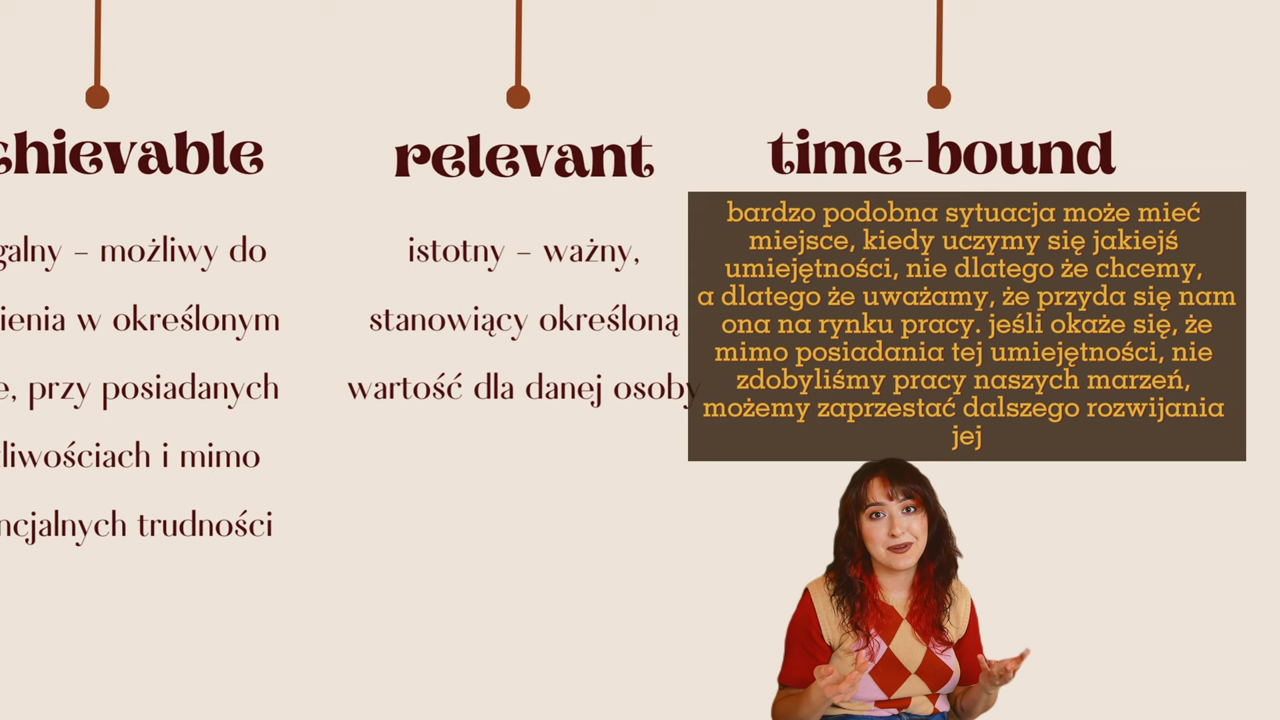 chievable
galny – możliwy do
ienia w określonym
e, przy posiadanych
liwościach i mimo
ncjalnych trudności
relevant
istotny – ważny,
stanowiący określoną
wartość dla danej osoby
time-bound
bardzo podobna sytuacja może mieć
miejsce, kiedy uczymy się jakiejś
umiejętności, nie dlatego że chcemy,
a dlatego że uważamy, że przyda się nam
ona na rynku pracy. jeśli okaże się, że
mimo posiadania tej umiejętności, nie
zdobyliśmy pracy naszych marzeń,
możemy zaprzestać dalszego rozwijania
jej